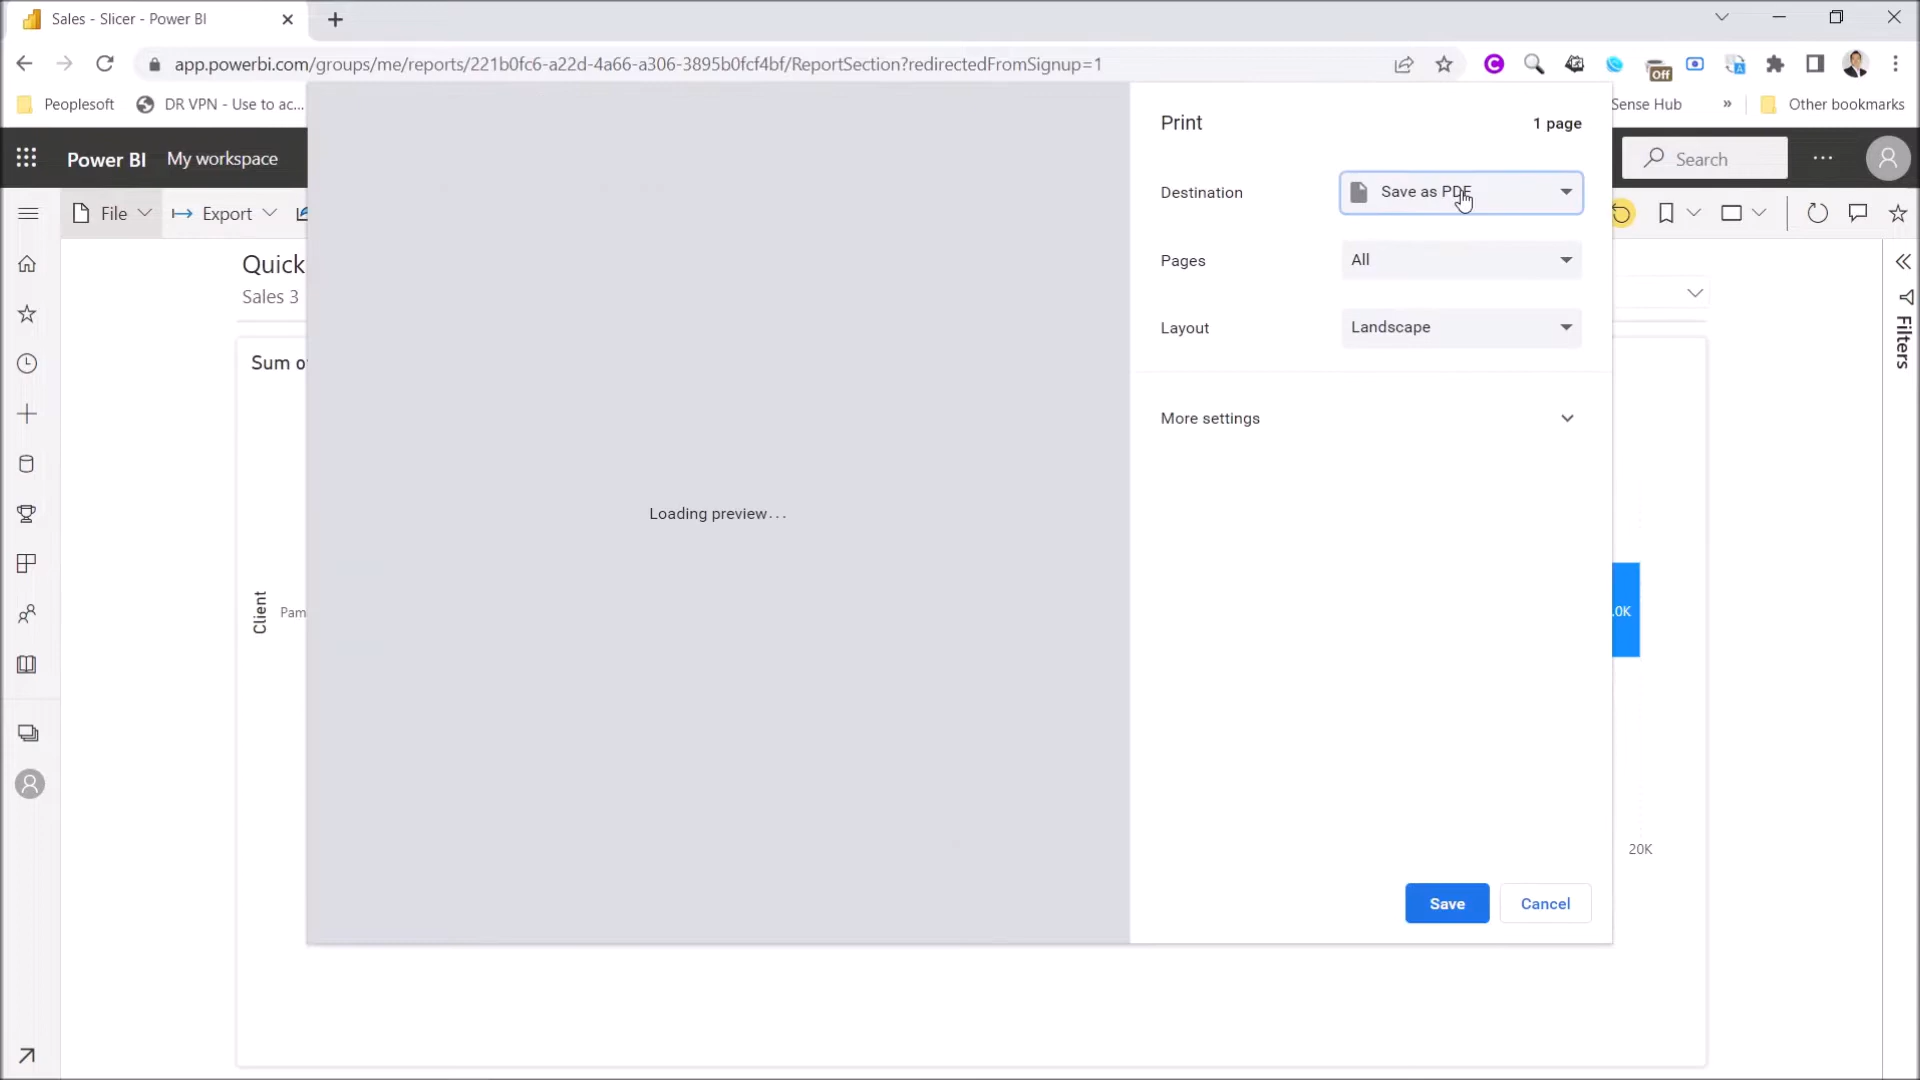 Sales - Slicer - Power BI
app.powerbi.com/groups/me/reports/221b0fc6-a22d-4a66-a306-3895b0fcf4bf/ReportSection?redirectedFromSignup=1
Off
Peoplesoft
DR VPN - Use to ac...
Sense Hub
»
Other bookmarks
Power BI
My workspace
Search
File
Export
Quick
Sales 3
Sum o
Client
Pam
Print
1 page
Destination
Save as PDF
Pages
All
Layout
Landscape
More settings
Loading preview...
Save
Cancel
Filters
.0K
20K